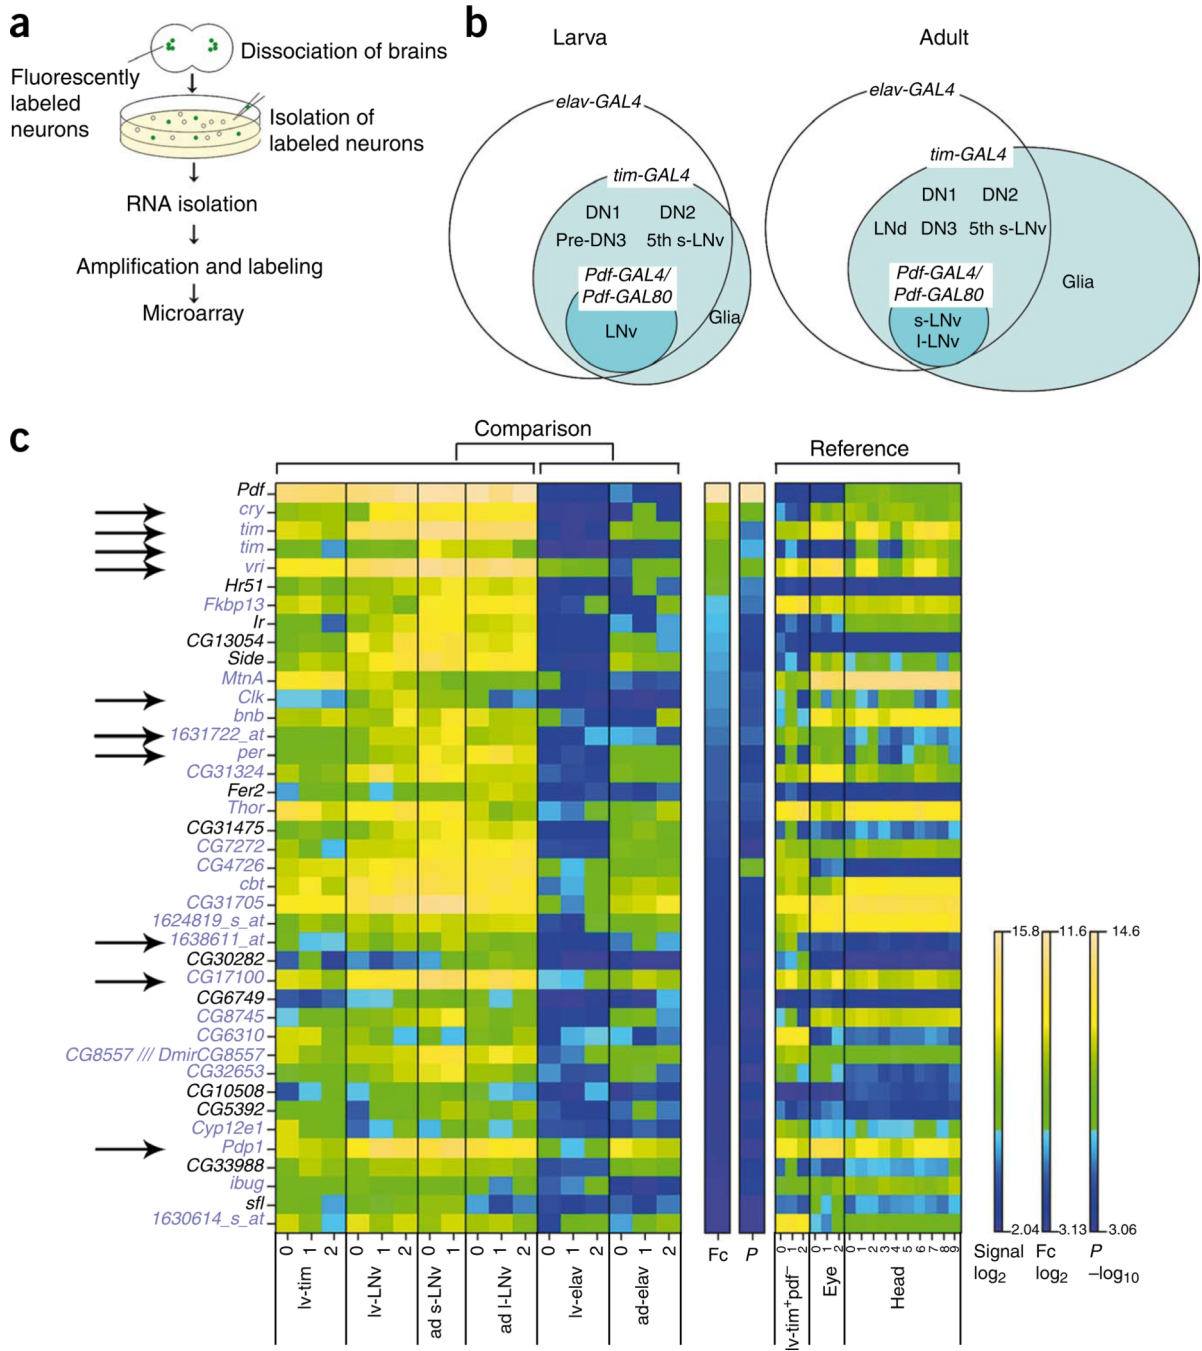 a
Dissociation of brains
Fluorescently
labeled
neurons
Isolation of
labeled neurons
RNA isolation
Amplification and labeling
Microarray
b
Larva
Adult
elav-GAL4
tim-GAL4
DN1 DN2
Pre-DN3 5th s-LNv
Pdf-GAL4/
Pdf-GAL80
LNv
Glia
elav-GAL4
tim-GAL4
DN1 DN2
LNd DN3 5th s-LNv
Pdf-GAL4/
Pdf-GAL80
s-LNv
l-LNv
Glia
c
Comparison
Reference
Pdf
cry
tim
tim
vri
Hr51
Fkbp13
Ir
CG13054
Side
MtnA
Clk
bnb
1631722_at
per
CG31324
Fer2
Thor
CG31475
CG7272
CG4726
cbt
CG31705
1624819_s_at
1638611_at
CG30282
CG17100
CG6749
CG8745
CG6310
CG8557 /// DmirCG8557
CG32653
CG10508
CG5392
Cyp12e1
Pdp1
CG33988
ibug
sfl
1630614_s_at
0 1 2 0 1 2 0 1 0 1 2 0 1 2 0 1 2
lv-tim
lv-LNv
ad s-LNv
ad l-LNv
lv-elav
ad-elav
Fc
P
0 1 2 0 1 2 0 1 2 3 4 5 6 7 8 9
lv-tim+pdf−
Eye
Head
15.8 11.6 14.6
2.04 3.13 3.06
Signal Fc P
log2 log2 –log10